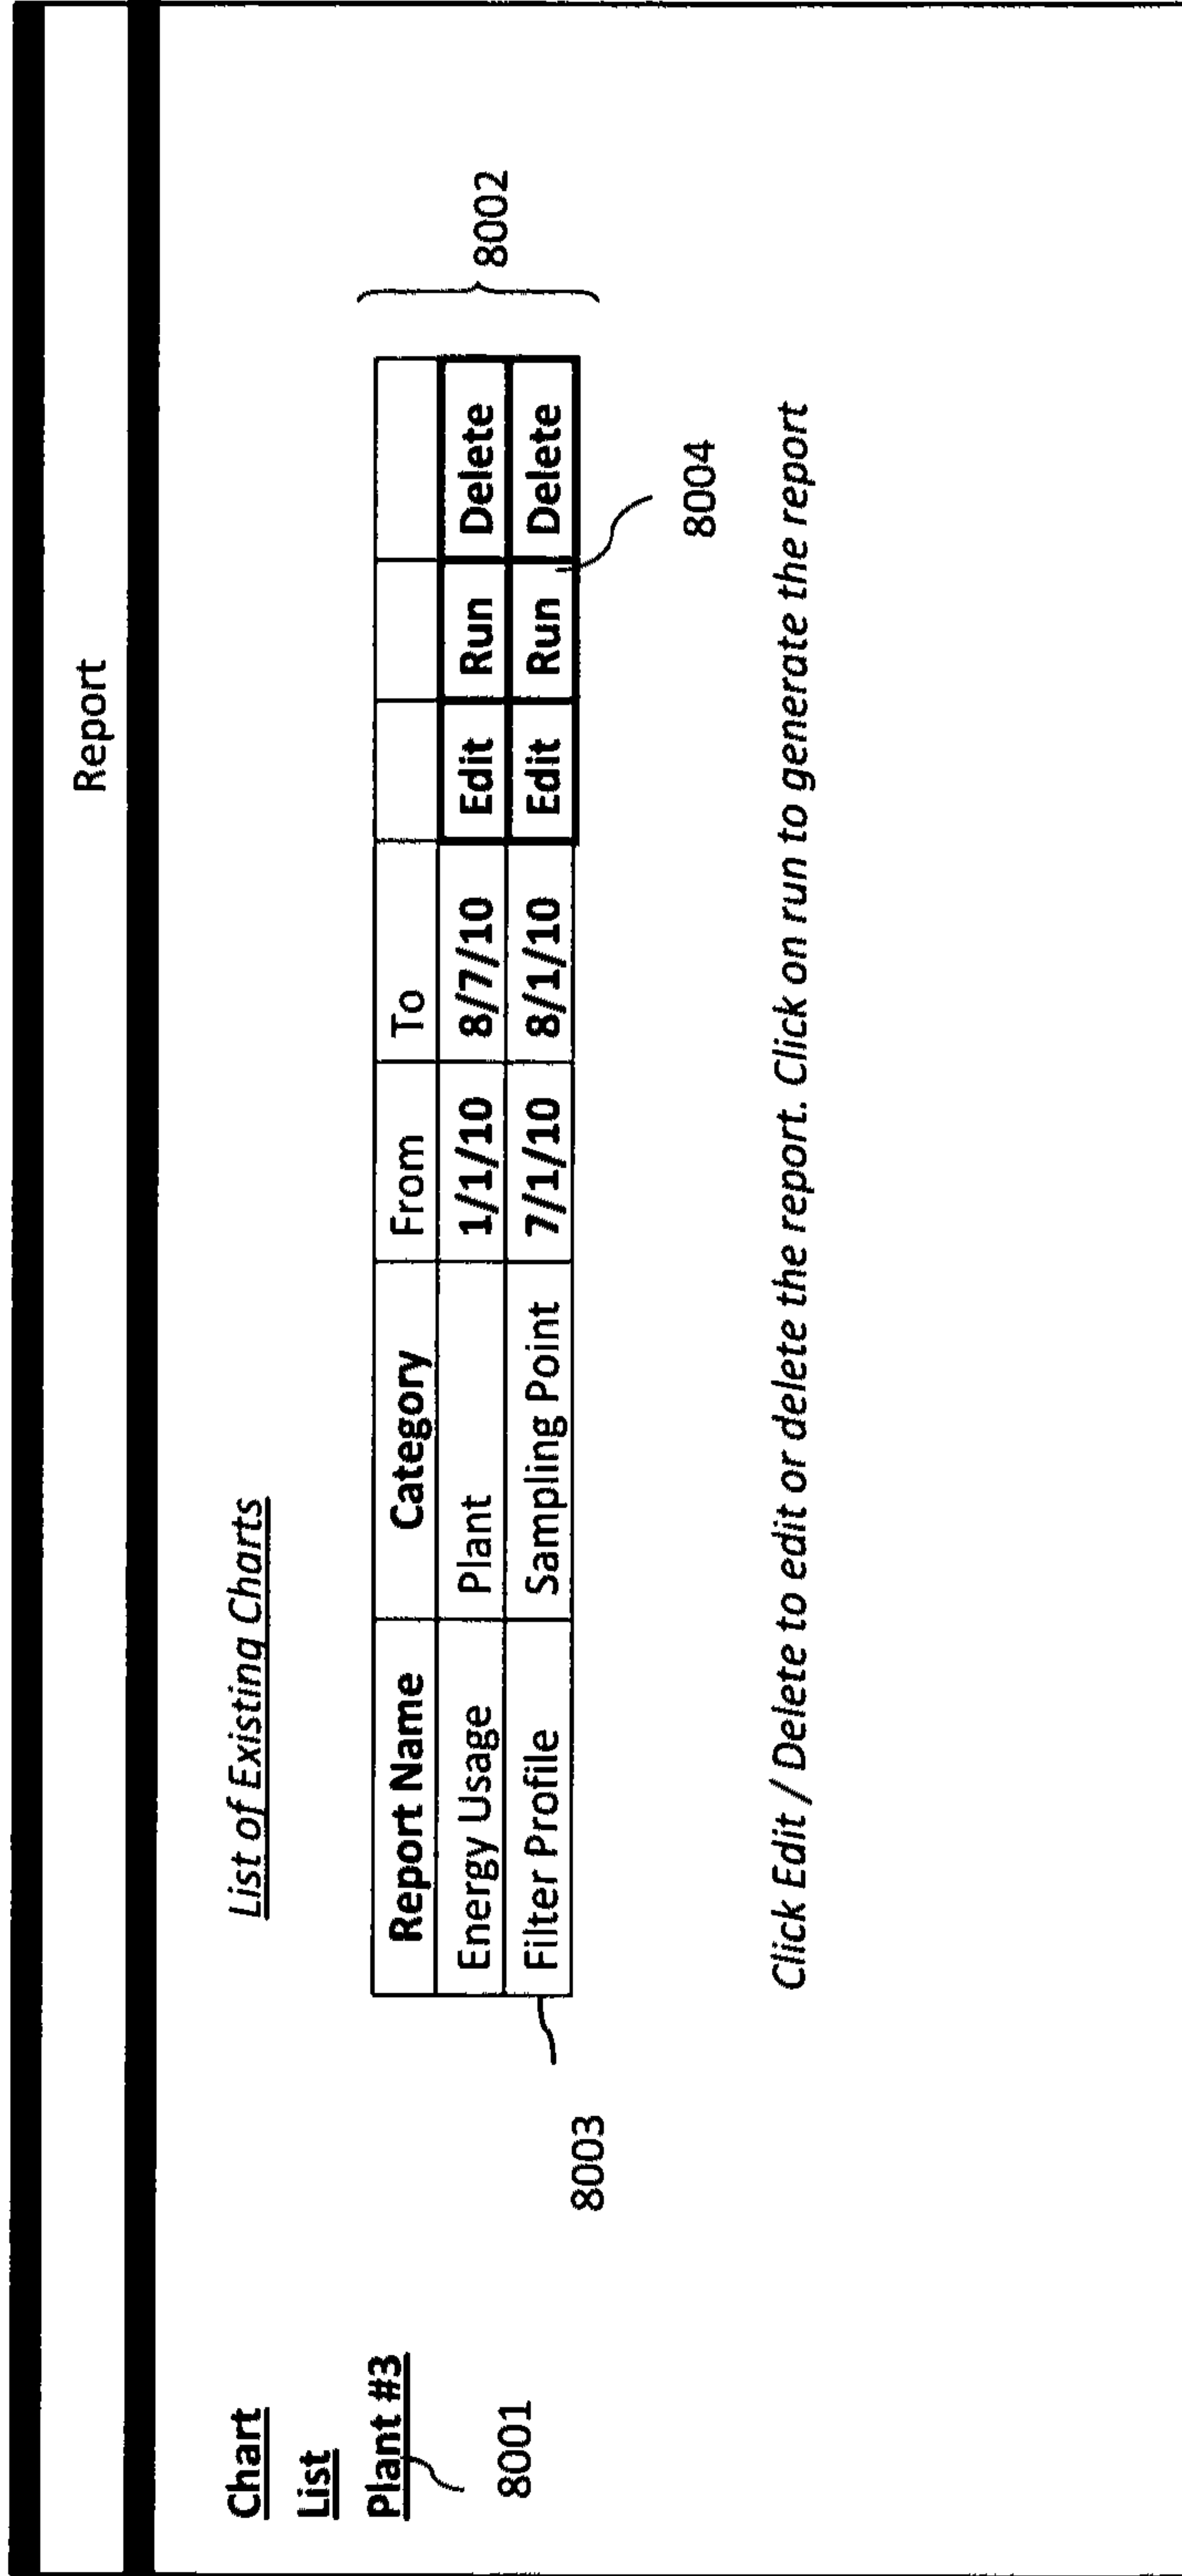 Report
Chart
List
Plant #3
8001
List of Existing Charts
Report Name Category From To
Energy Usage Plant 1/1/10 8/7/10 Edit Run Delete
Filter Profile Sampling Point 7/1/10 8/1/10 Edit Run Delete
8002
8003
8004
Click Edit / Delete to edit or delete the report. Click on run to generate the report